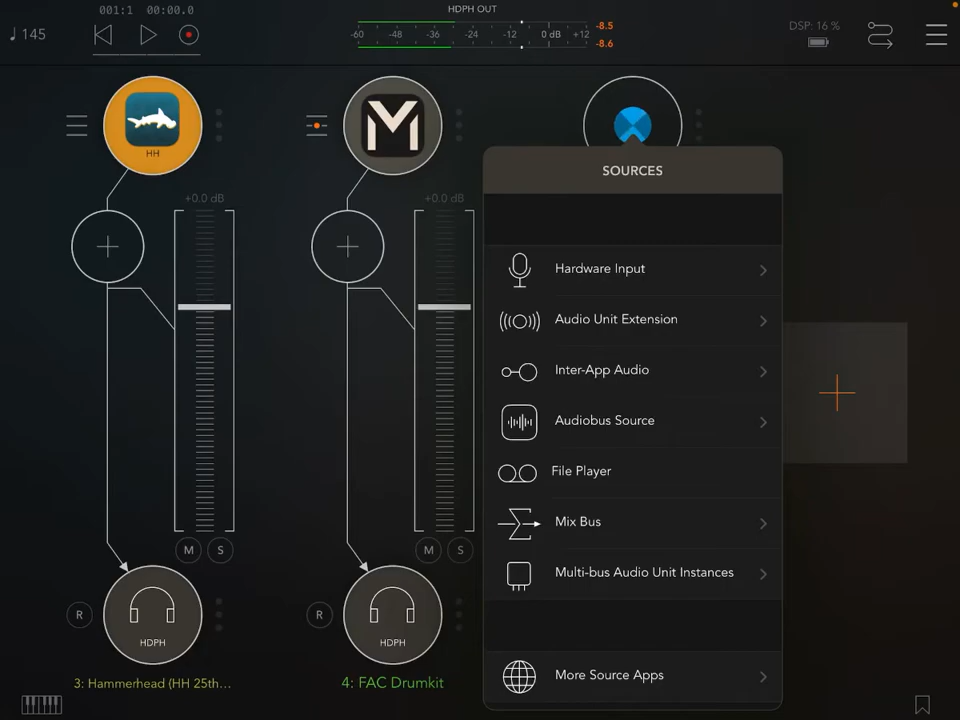 HDPH OUT
001:1 00:00.0
♩ 145
-60 -48 -36 -24 -12 0 dB +12
-8.5
-8.6
DSP: 16 %
HH
M
SOURCES
+0.0 dB
+0.0 dB
Hardware Input
Audio Unit Extension
Inter-App Audio
Audiobus Source
File Player
Mix Bus
Multi-bus Audio Unit Instances
More Source Apps
M S
M S
R
HDPH
R
HDPH
3: Hammerhead (HH 25th...
4: FAC Drumkit